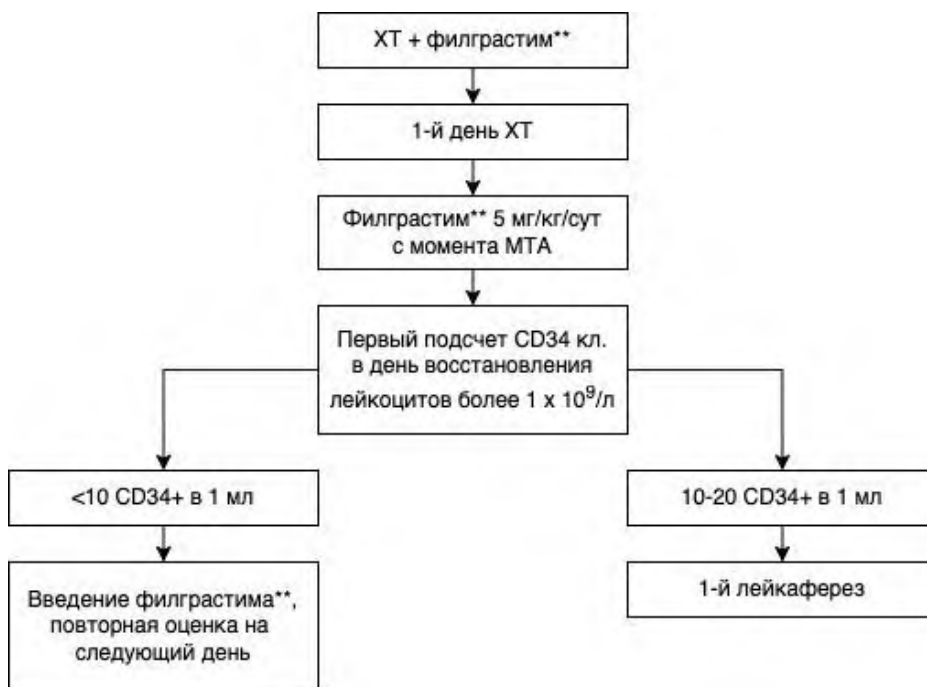 ХТ + филграстим**
1-й день ХТ
Филграстим** 5 мг/кг/сут
с момента МТА
Первый подсчет CD34 кл.
в день восстановления
лейкоцитов более 1 x 10⁹/л
<10 CD34+ в 1 мл
10-20 CD34+ в 1 мл
Введение филграстима**,
повторная оценка на
следующий день
1-й лейкаферез